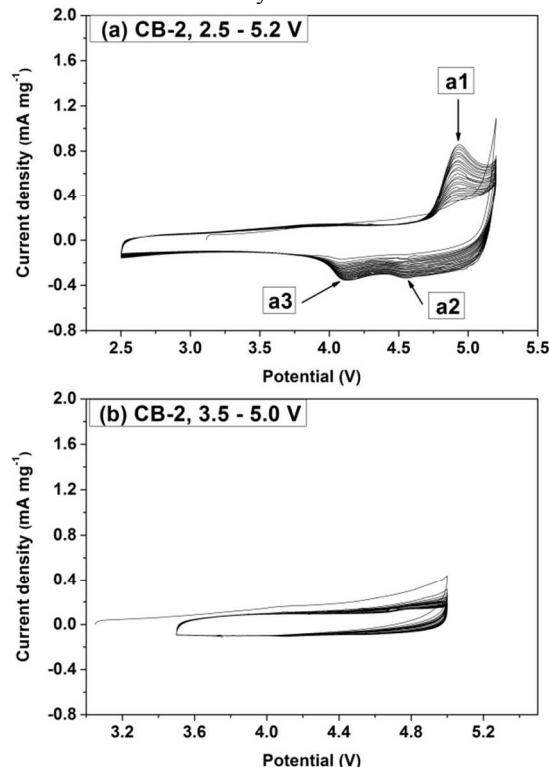 (a) CB-2, 2.5 - 5.2 V
a1
a3
a2
Current density (mA mg⁻¹)
2.0
1.6
1.2
0.8
0.4
0.0
-0.4
-0.8
2.5 3.0 3.5 4.0 4.5 5.0 5.5
Potential (V)
(b) CB-2, 3.5 - 5.0 V
Current density (mA mg⁻¹)
2.0
1.6
1.2
0.8
0.4
0.0
-0.4
-0.8
3.2 3.6 4.0 4.4 4.8 5.2
Potential (V)